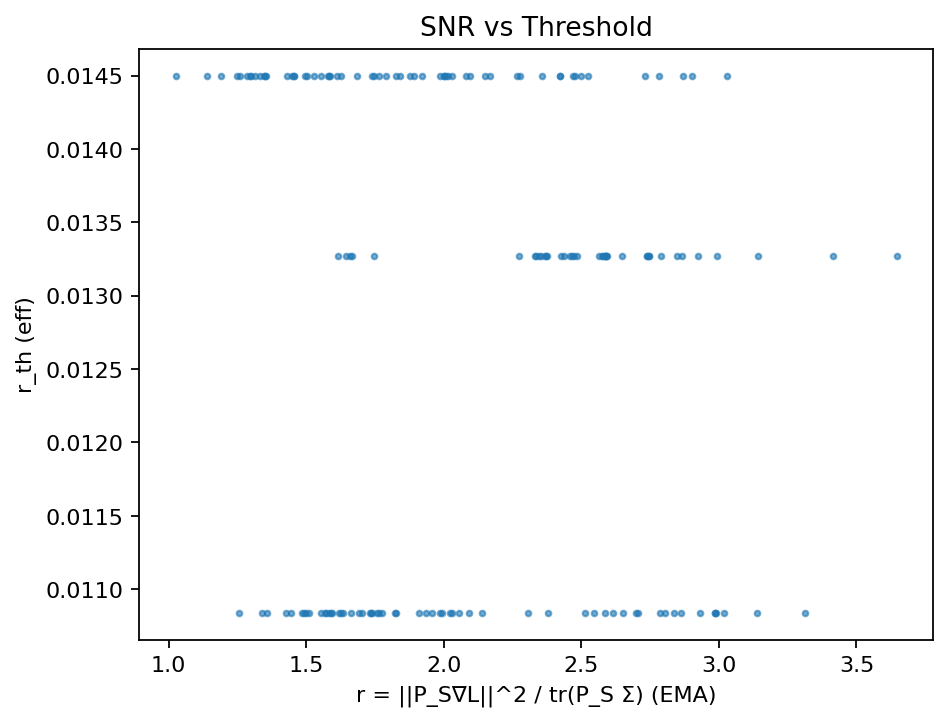 SNR vs Threshold
r_th (eff)
0.0145
0.0140
0.0135
0.0130
0.0125
0.0120
0.0115
0.0110
1.0 1.5 2.0 2.5 3.0 3.5
r = ||P_S∇L||^2 / tr(P_S Σ) (EMA)